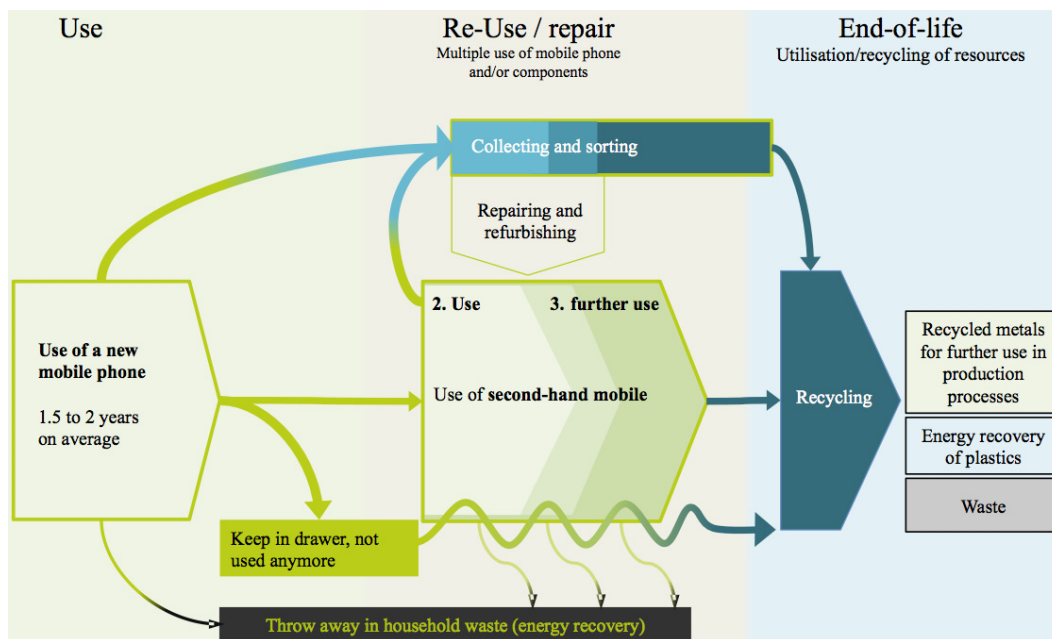 Use
Re-Use / repair
Multiple use of mobile phone
and/or components
End-of-life
Utilisation/recycling of resources
Collecting and sorting
Repairing and
refurbishing
Use of a new
mobile phone
1.5 to 2 years
on average
2. Use
3. further use
Use of second-hand mobile
Recycling
Recycled metals
for further use in
production
processes
Energy recovery
of plastics
Waste
Keep in drawer, not
used anymore
Throw away in household waste (energy recovery)